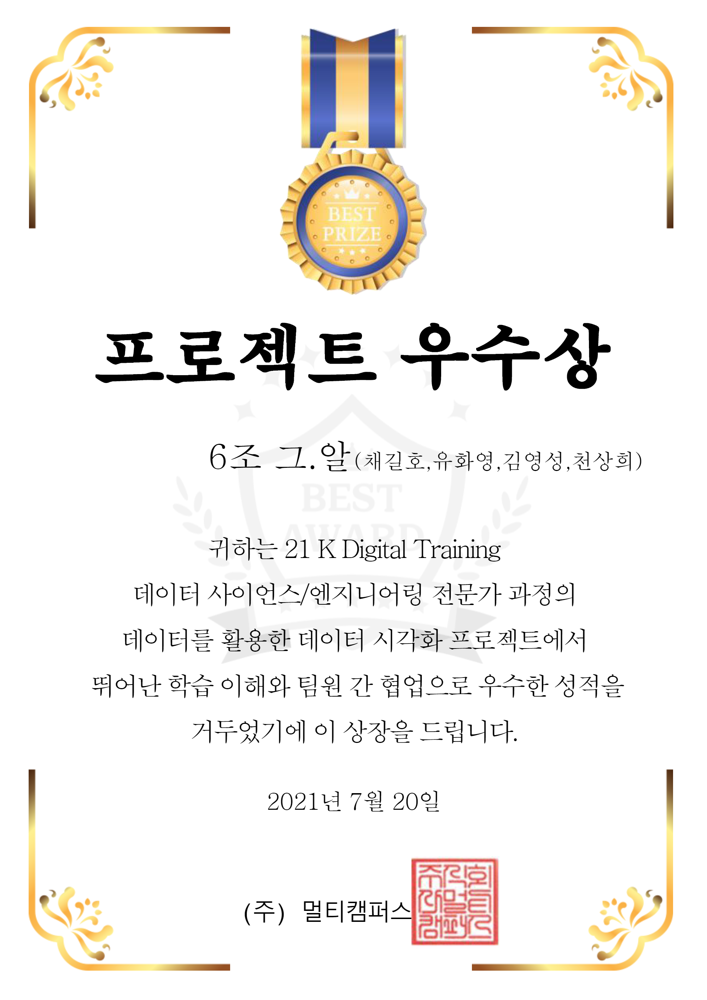 BEST
PRIZE
프로젝트 우수상
6조 그.알(채길호,유화영,김영성,천상희)
BEST
AWARD
귀하는 21 K Digital Training
데이터 사이언스/엔지니어링 전문가 과정의
데이터를 활용한 데이터 시각화 프로젝트에서
뛰어난 학습 이해와 팀원 간 협업으로 우수한 성적을
거두었기에 이 상장을 드립니다.
2021년 7월 20일
(주) 멀티캠퍼스
주식회
사멀티
캠퍼스